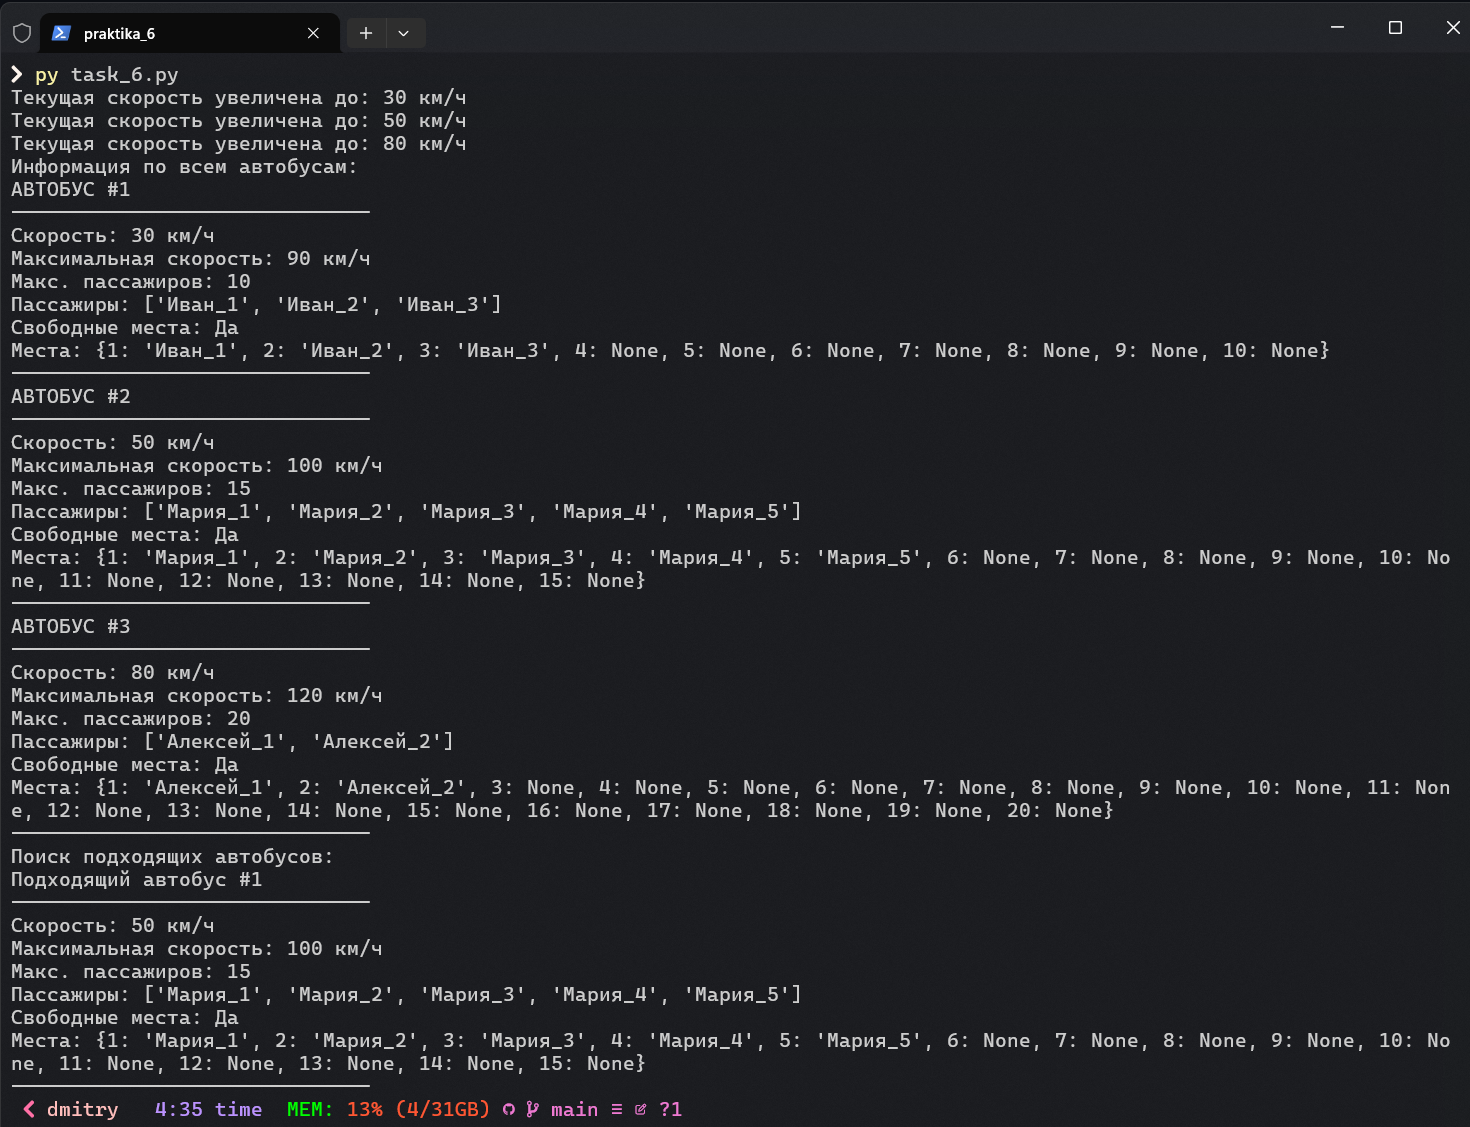 praktika_6
py task_6.py
Текущая скорость увеличена до: 30 км/ч
Текущая скорость увеличена до: 50 км/ч
Текущая скорость увеличена до: 80 км/ч
Информация по всем автобусам:
АВТОБУС #1
Скорость: 30 км/ч
Максимальная скорость: 90 км/ч
Макс. пассажиров: 10
Пассажиры: ['Иван_1', 'Иван_2', 'Иван_3']
Свободные места: Да
Места: {1: 'Иван_1', 2: 'Иван_2', 3: 'Иван_3', 4: None, 5: None, 6: None, 7: None, 8: None, 9: None, 10: None}
АВТОБУС #2
Скорость: 50 км/ч
Максимальная скорость: 100 км/ч
Макс. пассажиров: 15
Пассажиры: ['Мария_1', 'Мария_2', 'Мария_3', 'Мария_4', 'Мария_5']
Свободные места: Да
Места: {1: 'Мария_1', 2: 'Мария_2', 3: 'Мария_3', 4: 'Мария_4', 5: 'Мария_5', 6: None, 7: None, 8: None, 9: None, 10: No
ne, 11: None, 12: None, 13: None, 14: None, 15: None}
АВТОБУС #3
Скорость: 80 км/ч
Максимальная скорость: 120 км/ч
Макс. пассажиров: 20
Пассажиры: ['Алексей_1', 'Алексей_2']
Свободные места: Да
Места: {1: 'Алексей_1', 2: 'Алексей_2', 3: None, 4: None, 5: None, 6: None, 7: None, 8: None, 9: None, 10: None, 11: Non
e, 12: None, 13: None, 14: None, 15: None, 16: None, 17: None, 18: None, 19: None, 20: None}
Поиск подходящих автобусов:
Подходящий автобус #1
Скорость: 50 км/ч
Максимальная скорость: 100 км/ч
Макс. пассажиров: 15
Пассажиры: ['Мария_1', 'Мария_2', 'Мария_3', 'Мария_4', 'Мария_5']
Свободные места: Да
Места: {1: 'Мария_1', 2: 'Мария_2', 3: 'Мария_3', 4: 'Мария_4', 5: 'Мария_5', 6: None, 7: None, 8: None, 9: None, 10: No
ne, 11: None, 12: None, 13: None, 14: None, 15: None}
dmitry 4:35 time MEM: 13% (4/31GB) main ≡ ?1